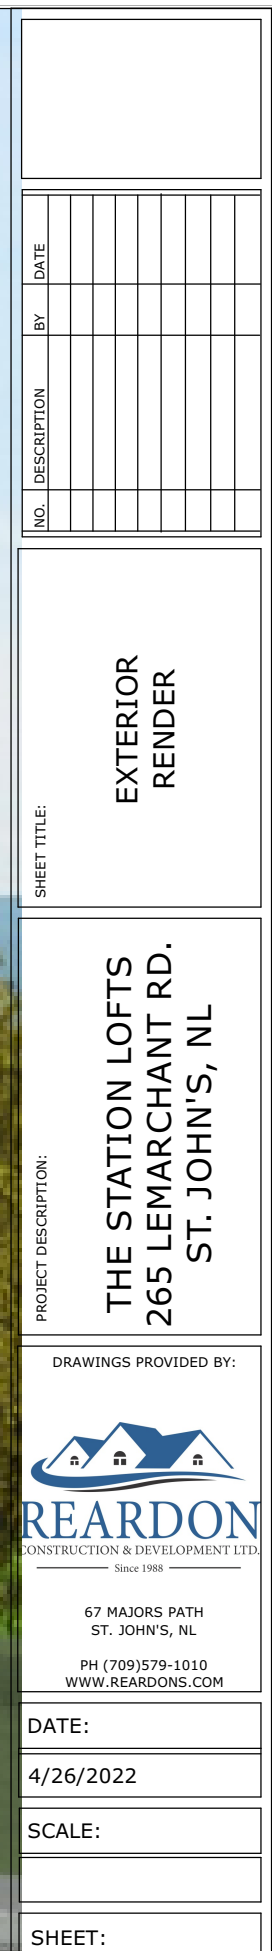 DATE
BY
DESCRIPTION
NO.
SHEET TITLE:
EXTERIOR
RENDER
PROJECT DESCRIPTION:
THE STATION LOFTS
265 LEMARCHANT RD.
ST. JOHN'S, NL
DRAWINGS PROVIDED BY:
REARDON
CONSTRUCTION & DEVELOPMENT LTD.
Since 1988
67 MAJORS PATH
ST. JOHN'S, NL
PH (709)579-1010
WWW.REARDONS.COM
DATE:
4/26/2022
SCALE:
SHEET: